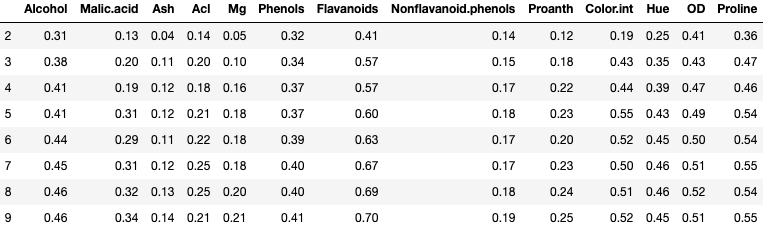 Alcohol Malic.acid Ash Acl Mg Phenols Flavanoids Nonflavanoid.phenols Proanth Color.int Hue OD Proline
2 0.31 0.13 0.04 0.14 0.05 0.32 0.41 0.14 0.12 0.19 0.25 0.41 0.36
3 0.38 0.20 0.11 0.20 0.10 0.34 0.57 0.15 0.18 0.43 0.35 0.43 0.47
4 0.41 0.19 0.12 0.18 0.16 0.37 0.57 0.17 0.22 0.44 0.39 0.47 0.46
5 0.41 0.31 0.12 0.21 0.18 0.37 0.60 0.18 0.23 0.55 0.43 0.49 0.54
6 0.44 0.29 0.11 0.22 0.18 0.39 0.63 0.17 0.20 0.52 0.45 0.50 0.54
7 0.45 0.31 0.12 0.25 0.18 0.40 0.67 0.17 0.23 0.50 0.46 0.51 0.55
8 0.46 0.32 0.13 0.25 0.20 0.40 0.69 0.18 0.24 0.51 0.46 0.52 0.54
9 0.46 0.34 0.14 0.21 0.21 0.41 0.70 0.19 0.25 0.52 0.45 0.51 0.55